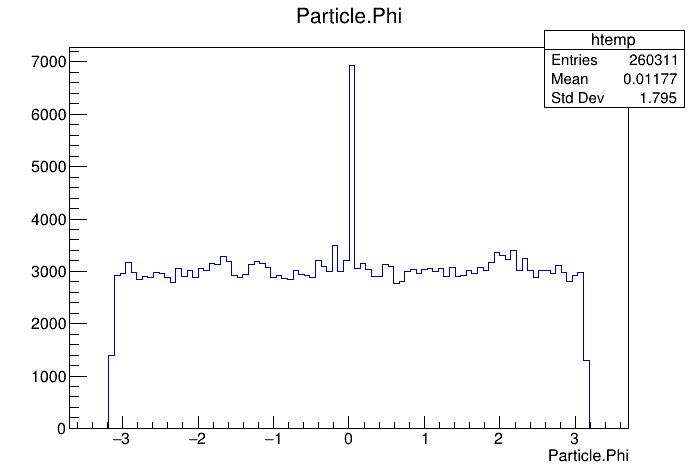 Particle.Phi
htemp
Entries 260311
Mean 0.01177
Std Dev 1.795
7000
6000
5000
4000
3000
2000
1000
0
−3 −2 −1 0 1 2 3
Particle.Phi